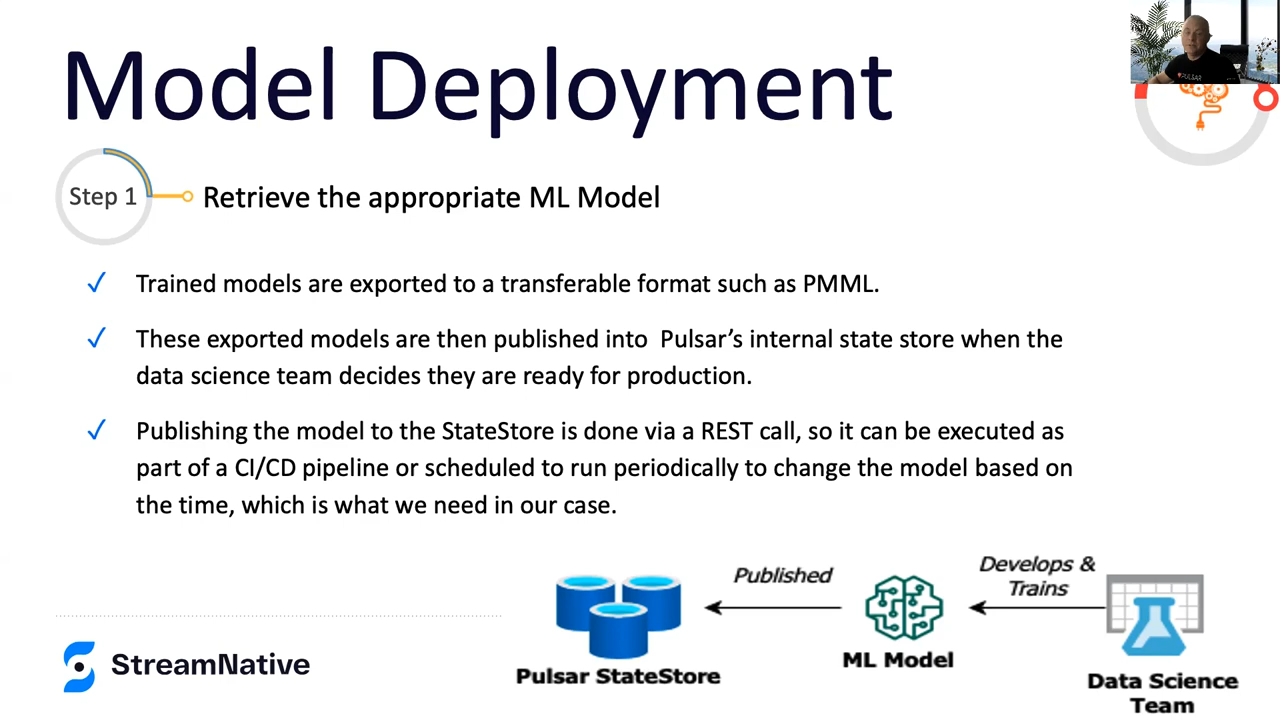 Model Deployment
Step 1
Retrieve the appropriate ML Model
✓ Trained models are exported to a transferable format such as PMML.
✓ These exported models are then published into Pulsar’s internal state store when the
data science team decides they are ready for production.
✓ Publishing the model to the StateStore is done via a REST call, so it can be executed as
part of a CI/CD pipeline or scheduled to run periodically to change the model based on
the time, which is what we need in our case.
Published
Develops &
Trains
Pulsar StateStore
ML Model
Data Science
Team
StreamNative
PULSAR